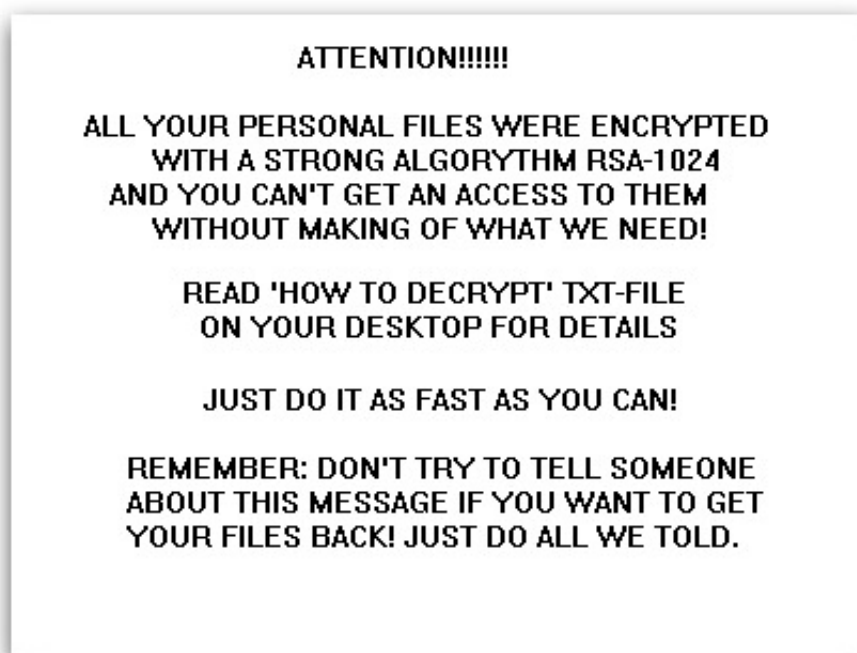 ATTENTION!!!!!!
ALL YOUR PERSONAL FILES WERE ENCRYPTED
WITH A STRONG ALGORYTHM RSA-1024
AND YOU CAN'T GET AN ACCESS TO THEM
WITHOUT MAKING OF WHAT WE NEED!
READ 'HOW TO DECRYPT' TXT-FILE
ON YOUR DESKTOP FOR DETAILS
JUST DO IT AS FAST AS YOU CAN!
REMEMBER: DON'T TRY TO TELL SOMEONE
ABOUT THIS MESSAGE IF YOU WANT TO GET
YOUR FILES BACK! JUST DO ALL WE TOLD.